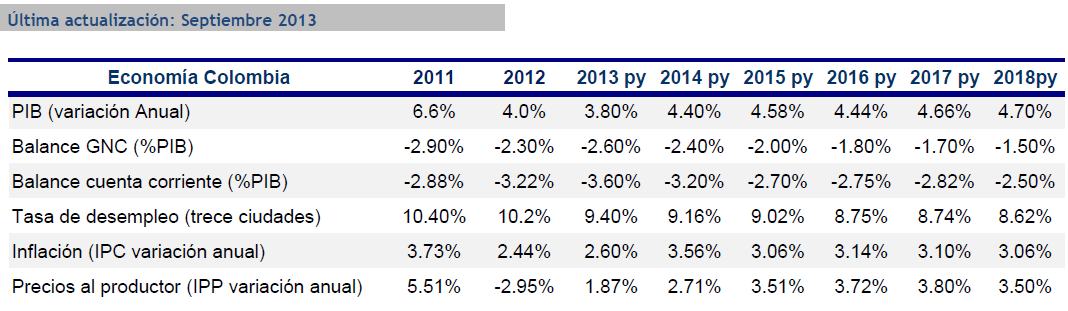 Última actualización: Septiembre 2013
Economía Colombia 2011 2012 2013 py 2014 py 2015 py 2016 py 2017 py 2018py
PIB (variación Anual) 6.6% 4.0% 3.80% 4.40% 4.58% 4.44% 4.66% 4.70%
Balance GNC (%PIB) -2.90% -2.30% -2.60% -2.40% -2.00% -1.80% -1.70% -1.50%
Balance cuenta corriente (%PIB) -2.88% -3.22% -3.60% -3.20% -2.70% -2.75% -2.82% -2.50%
Tasa de desempleo (trece ciudades) 10.40% 10.2% 9.40% 9.16% 9.02% 8.75% 8.74% 8.62%
Inflación (IPC variación anual) 3.73% 2.44% 2.60% 3.56% 3.06% 3.14% 3.10% 3.06%
Precios al productor (IPP variación anual) 5.51% -2.95% 1.87% 2.71% 3.51% 3.72% 3.80% 3.50%